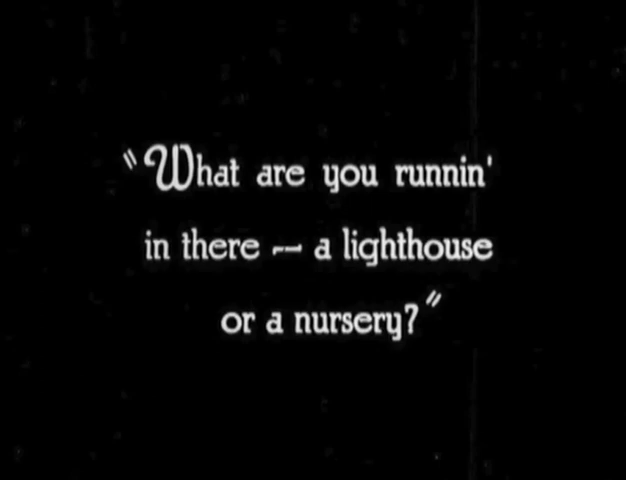 "What are you runnin'
in there -- a lighthouse
or a nursery?"